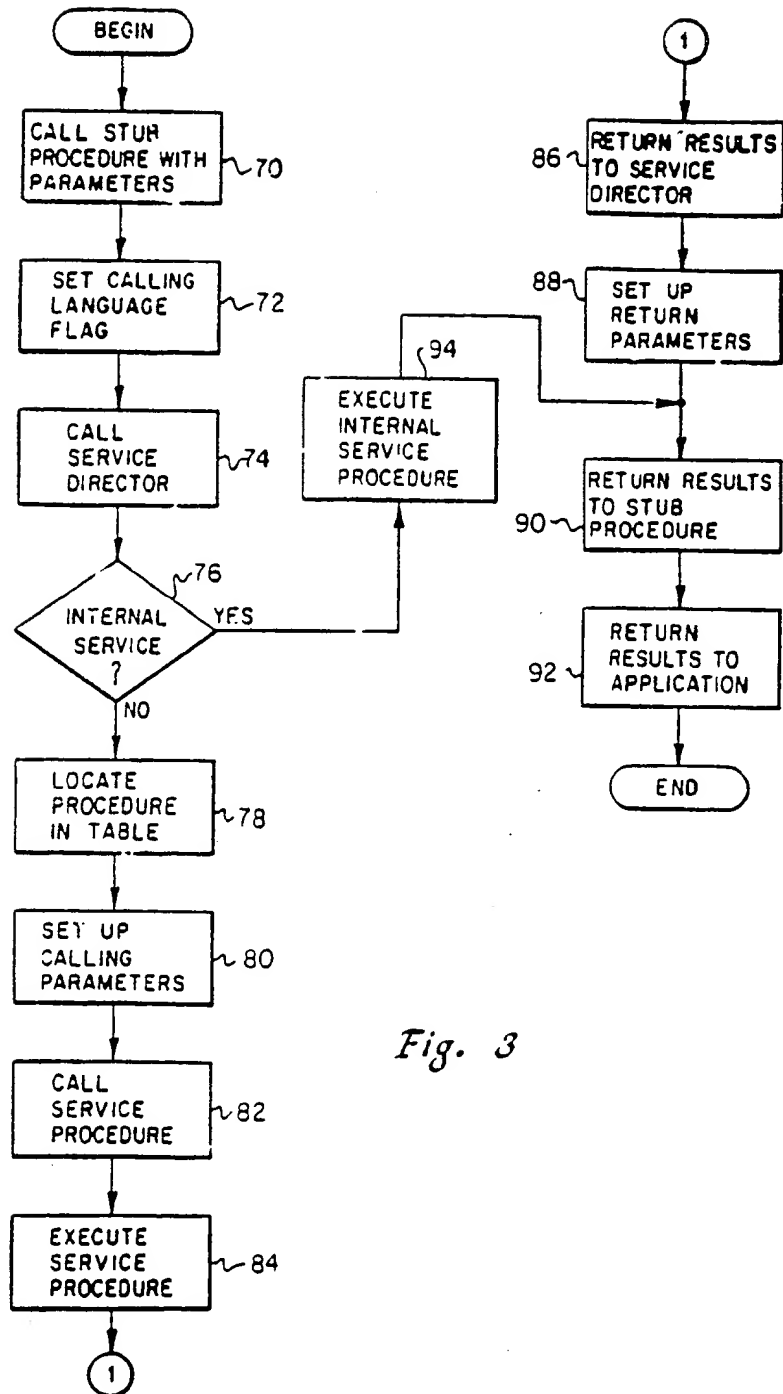 BEGIN
CALL STUB
PROCEDURE WITH
PARAMETERS
70
SET CALLING
LANGUAGE
FLAG
72
CALL
SERVICE
DIRECTOR
74
76
INTERNAL
SERVICE
?
YES
NO
LOCATE
PROCEDURE
IN TABLE
78
SET UP
CALLING
PARAMETERS
80
CALL
SERVICE
PROCEDURE
82
EXECUTE
SERVICE
PROCEDURE
84
1
94
EXECUTE
INTERNAL
SERVICE
PROCEDURE
1
86
RETURN RESULTS
TO SERVICE
DIRECTOR
88
SET UP
RETURN
PARAMETERS
90
RETURN RESULTS
TO STUB
PROCEDURE
92
RETURN
RESULTS TO
APPLICATION
END
Fig. 3